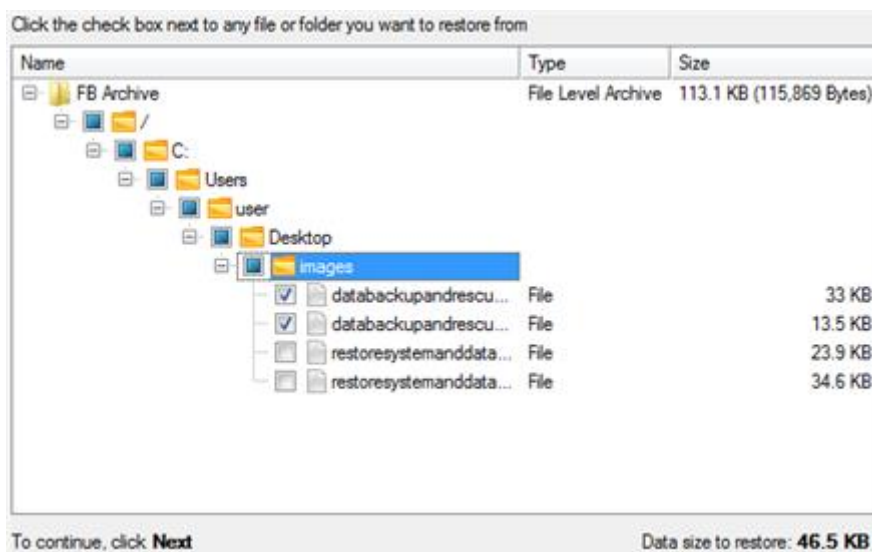 Click the check box next to any file or folder you want to restore from
Name Type Size
FB Archive File Level Archive 113.1 KB (115,869 Bytes)
/
C:
Users
user
Desktop
images
databackupandrescu... File 33 KB
databackupandrescu... File 13.5 KB
restoresystemanddata... File 23.9 KB
restoresystemanddata... File 34.6 KB
To continue, click Next Data size to restore: 46.5 KB